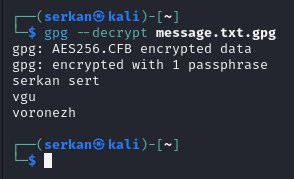 ┌──(serkan㉿kali)-[~]
└─$ gpg --decrypt message.txt.gpg
gpg: AES256.CFB encrypted data
gpg: encrypted with 1 passphrase
serkan sert
vgu
voronezh
┌──(serkan㉿kali)-[~]
└─$